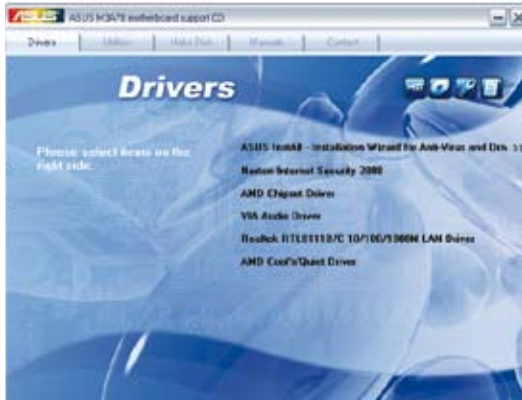 ASUS ASUS M3A78 motherboard support CD
Drivers Utilities Make Disk Manuals Contact
Drivers
Please select items on the
right side.
ASUS InstAll - Installation Wizard for Anti-Virus and Driv
Norton Internet Security 2008
AMD Chipset Driver
VIA Audio Driver
Realtek RTL8111B/C 10/100/1000M LAN Driver
AMD Cool'n'Quiet Driver